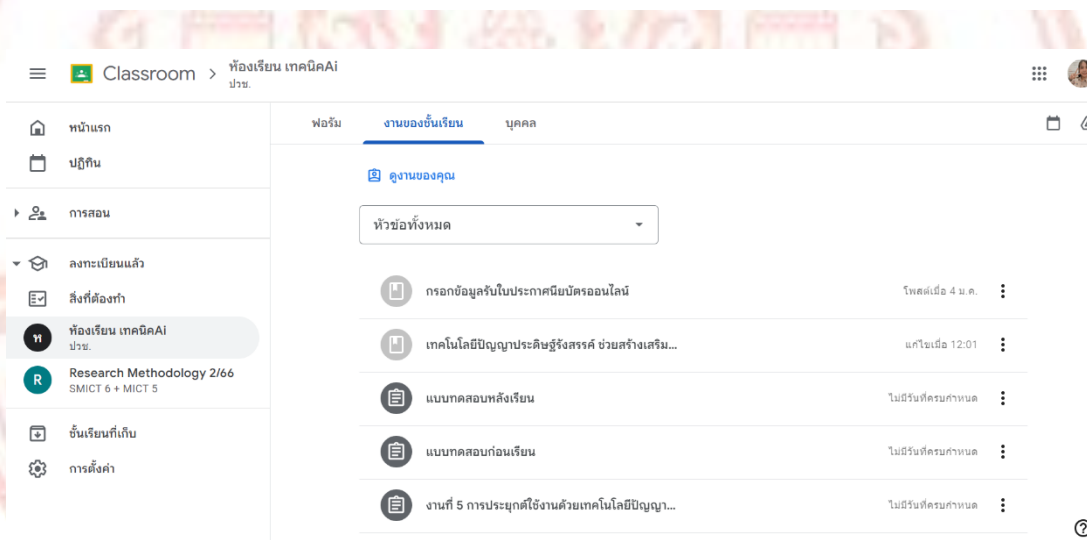 Classroom > ห้องเรียน เทคนิคAi
ปวช.
หน้าแรก
ปฏิทิน
การสอน
ลงทะเบียนแล้ว
สิ่งที่ต้องทำ
ท
ห้องเรียน เทคนิคAi
ปวช.
R
Research Methodology 2/66
SMICT 6 + MICT 5
ชั้นเรียนที่เก็บ
การตั้งค่า
ฟอรัม งานของชั้นเรียน บุคคล
ดูงานของคุณ
หัวข้อทั้งหมด
กรอกข้อมูลรับใบประกาศนียบัตรออนไลน์ โพสต์เมื่อ 4 ม.ค.
เทคโนโลยีปัญญาประดิษฐ์รังสรรค์ ช่วยสร้างเสริม... แก้ไขเมื่อ 12:01
แบบทดสอบหลังเรียน ไม่มีวันที่ครบกำหนด
แบบทดสอบก่อนเรียน ไม่มีวันที่ครบกำหนด
งานที่ 5 การประยุกต์ใช้งานด้วยเทคโนโลยีปัญญา... ไม่มีวันที่ครบกำหนด